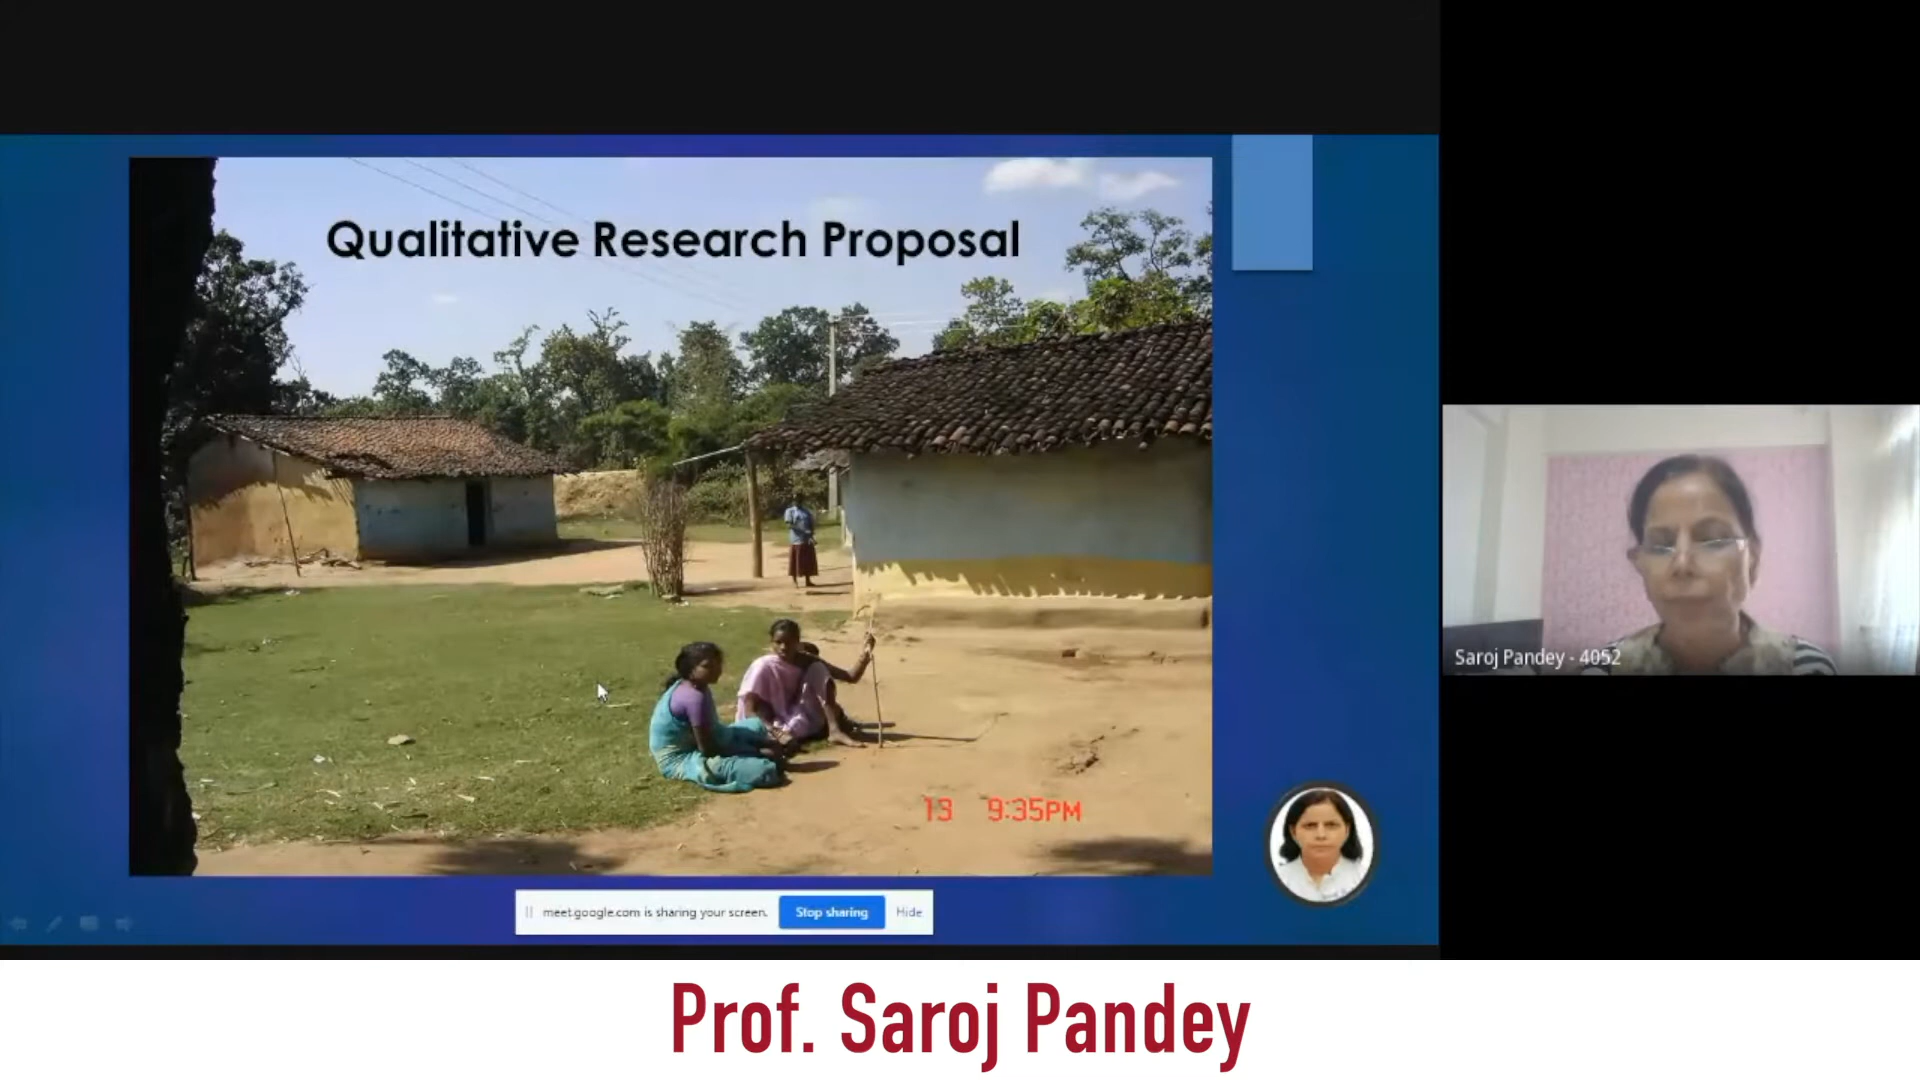 Qualitative Research Proposal
13 9:35PM
Saroj Pandey - 4052
meet.google.com is sharing your screen.
Stop sharing
Hide
Prof. Saroj Pandey